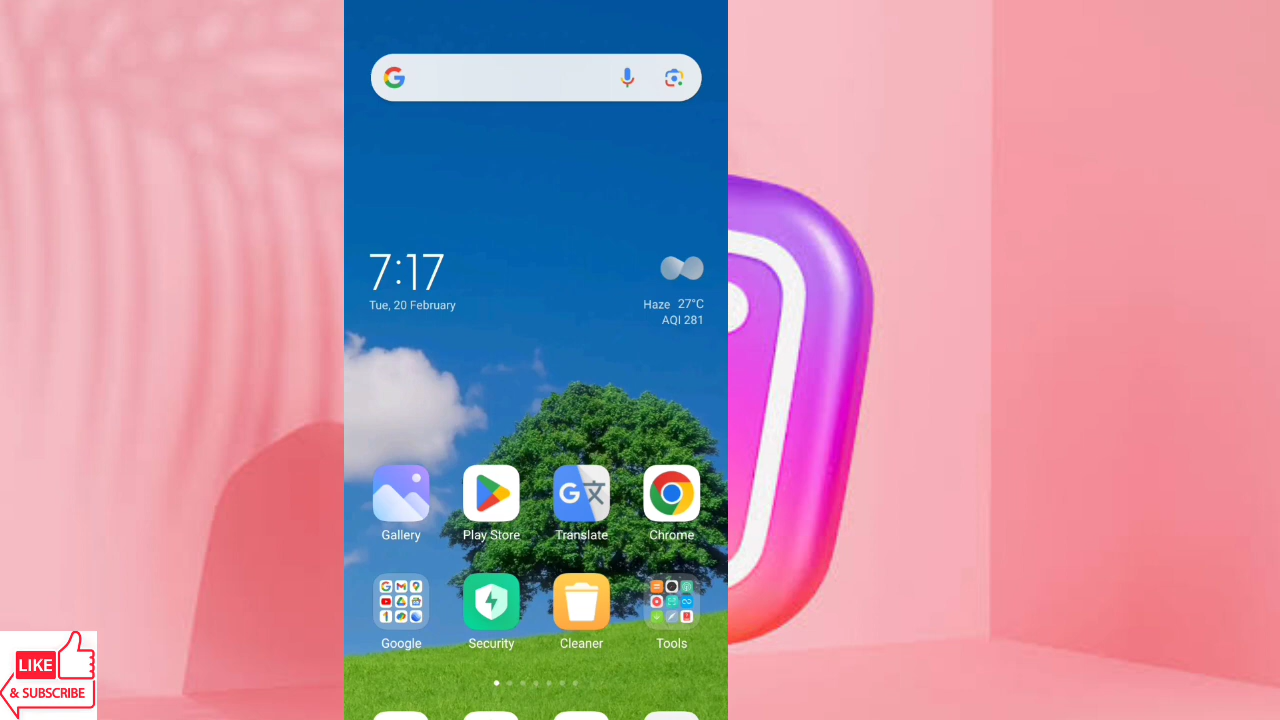 7:17
Tue, 20 February
Haze 27°C
AQI 281
Gallery
Play Store
Translate
Chrome
Google
Security
Cleaner
Tools
LIKE
& SUBSCRIBE